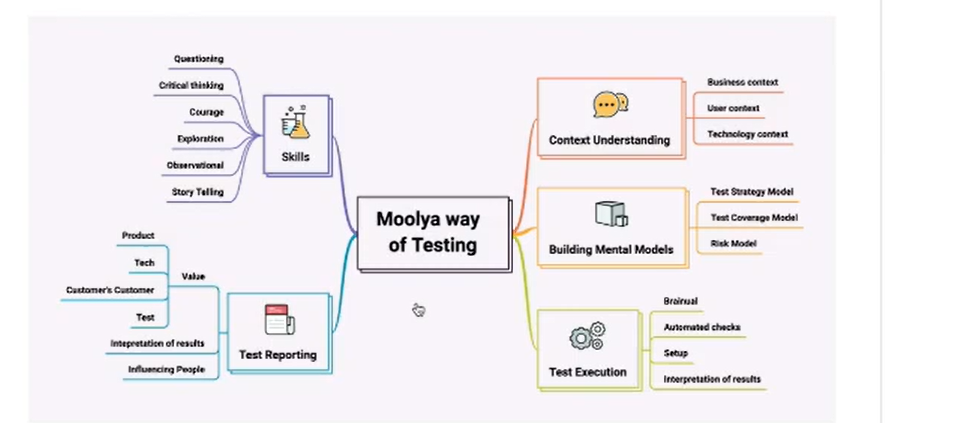 Questioning
Critical thinking
Courage
Exploration
Observational
Story Telling
Skills
Product
Tech
Customer's Customer
Test
Value
Intepretation of results
Influencing People
Test Reporting
Moolya way
of Testing
Context Understanding
Business context
User context
Technology context
Building Mental Models
Test Strategy Model
Test Coverage Model
Risk Model
Test Execution
Brainual
Automated checks
Setup
Interpretation of results